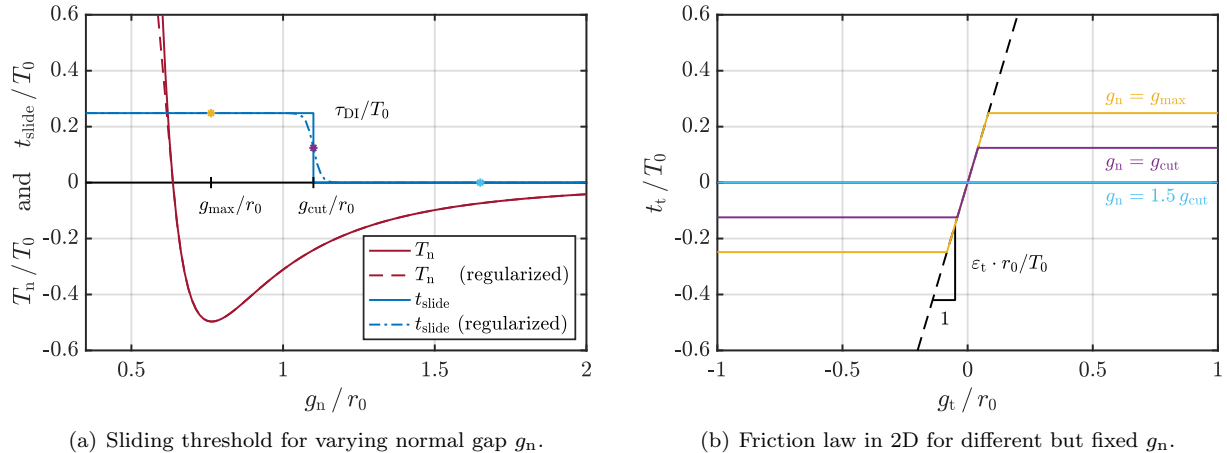 T_n / T_0 and t_slide / T_0
0.6
0.4
0.2
0
-0.2
-0.4
-0.6
τ_DI/T_0
g_max/r_0
g_cut/r_0
T_n
T_n (regularized)
t_slide
t_slide (regularized)
0.5
1
1.5
2
g_n / r_0
(a) Sliding threshold for varying normal gap g_n.
t_t / T_0
0.6
0.4
0.2
0
-0.2
-0.4
-0.6
g_n = g_max
g_n = g_cut
g_n = 1.5 g_cut
ε_t · r_0/T_0
1
-1
-0.5
0
0.5
1
g_t / r_0
(b) Friction law in 2D for different but fixed g_n.